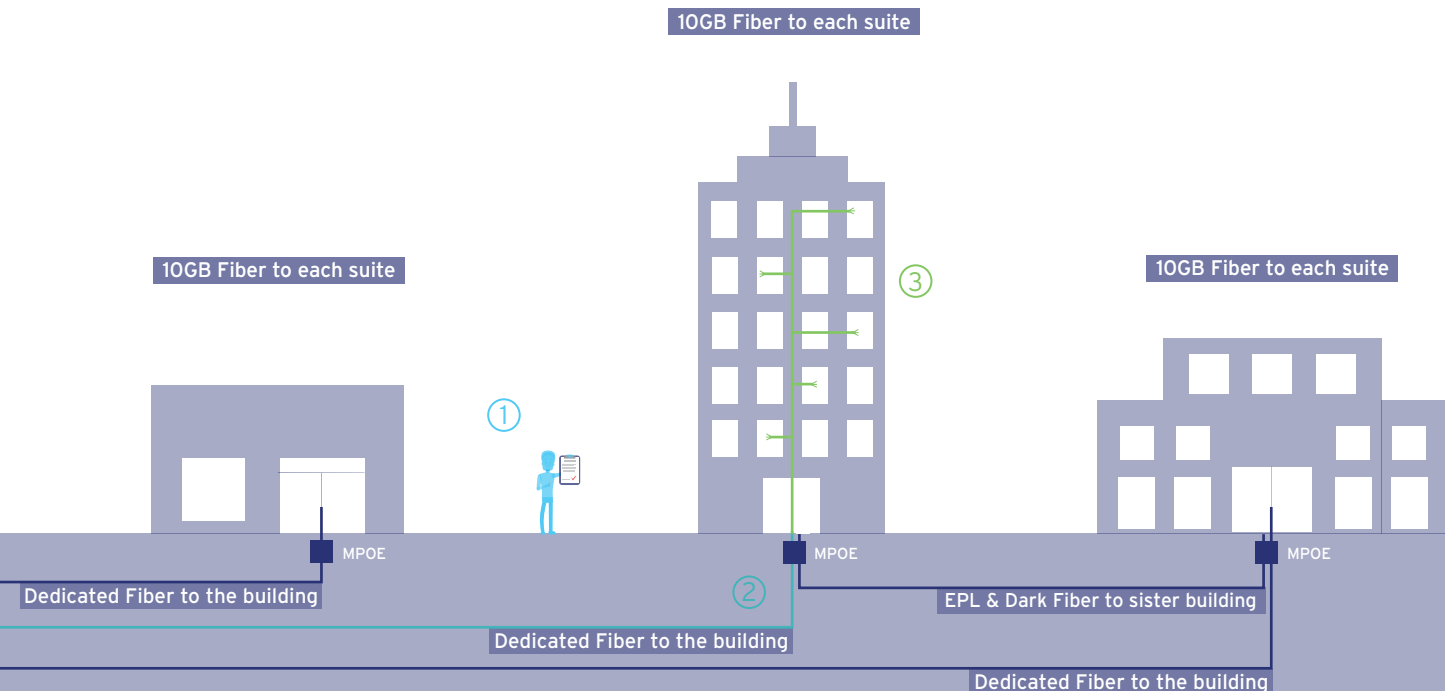 10GB Fiber to each suite
10GB Fiber to each suite
10GB Fiber to each suite
3
1
MPOE
MPOE
MPOE
Dedicated Fiber to the building
2
EPL & Dark Fiber to sister building
Dedicated Fiber to the building
Dedicated Fiber to the building